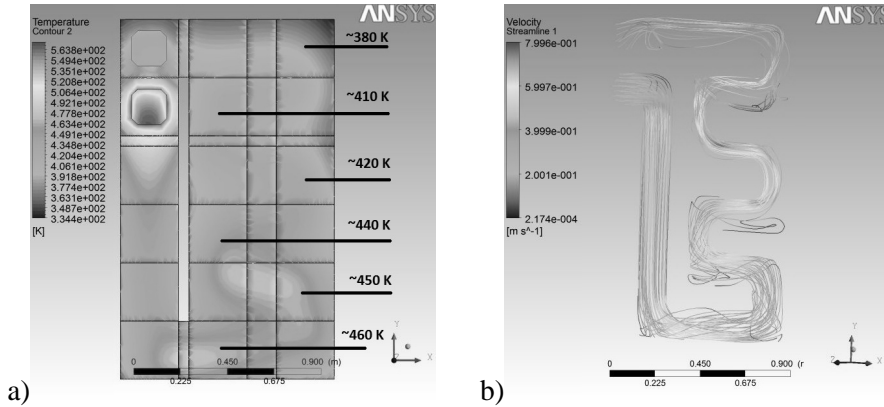 Temperature
Contour 2
5.638e+002
5.494e+002
5.351e+002
5.208e+002
5.064e+002
4.921e+002
4.778e+002
4.634e+002
4.491e+002
4.348e+002
4.204e+002
4.061e+002
3.918e+002
3.774e+002
3.631e+002
3.487e+002
3.344e+002
[K]
ANSYS
~380 K
~410 K
~420 K
~440 K
~450 K
~460 K
Y
Z X
0 0.450 0.900 (m)
0.225 0.675
a)
Velocity
Streamline 1
7.996e-001
5.997e-001
3.999e-001
2.001e-001
2.174e-004
[m s^-1]
ANSYS
Y
Z X
0 0.450 0.900 (r
0.225 0.675
b)